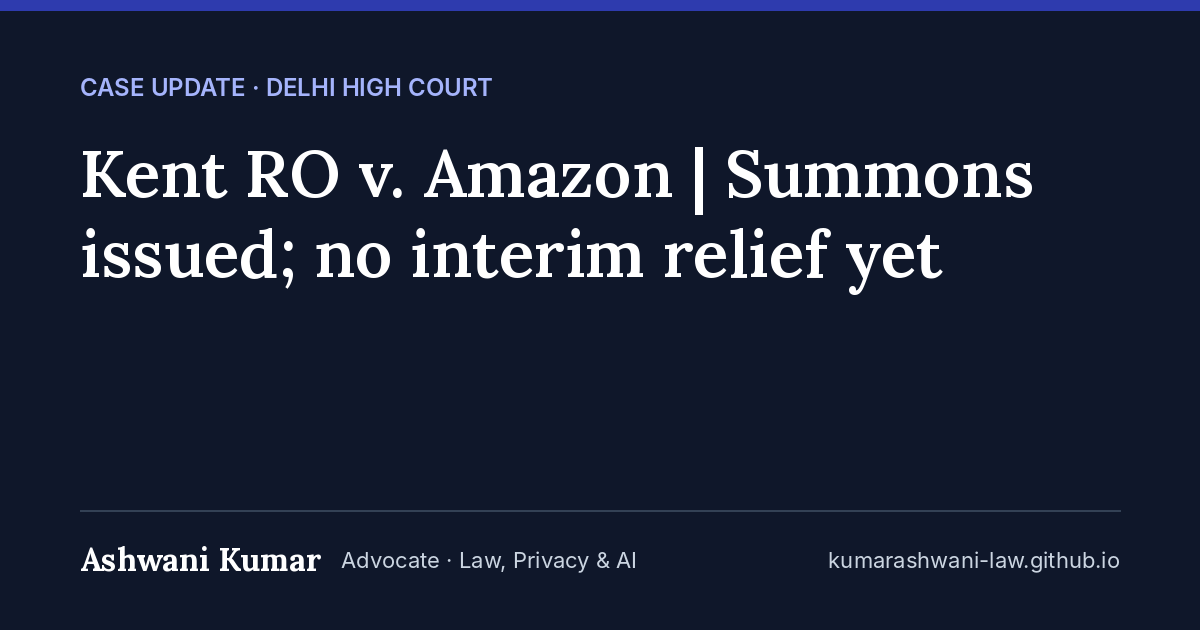 CASE UPDATE · DELHI HIGH COURT
Kent RO v. Amazon | Summons
issued; no interim relief yet
Ashwani Kumar Advocate · Law, Privacy & AI kumarashwani-law.github.io